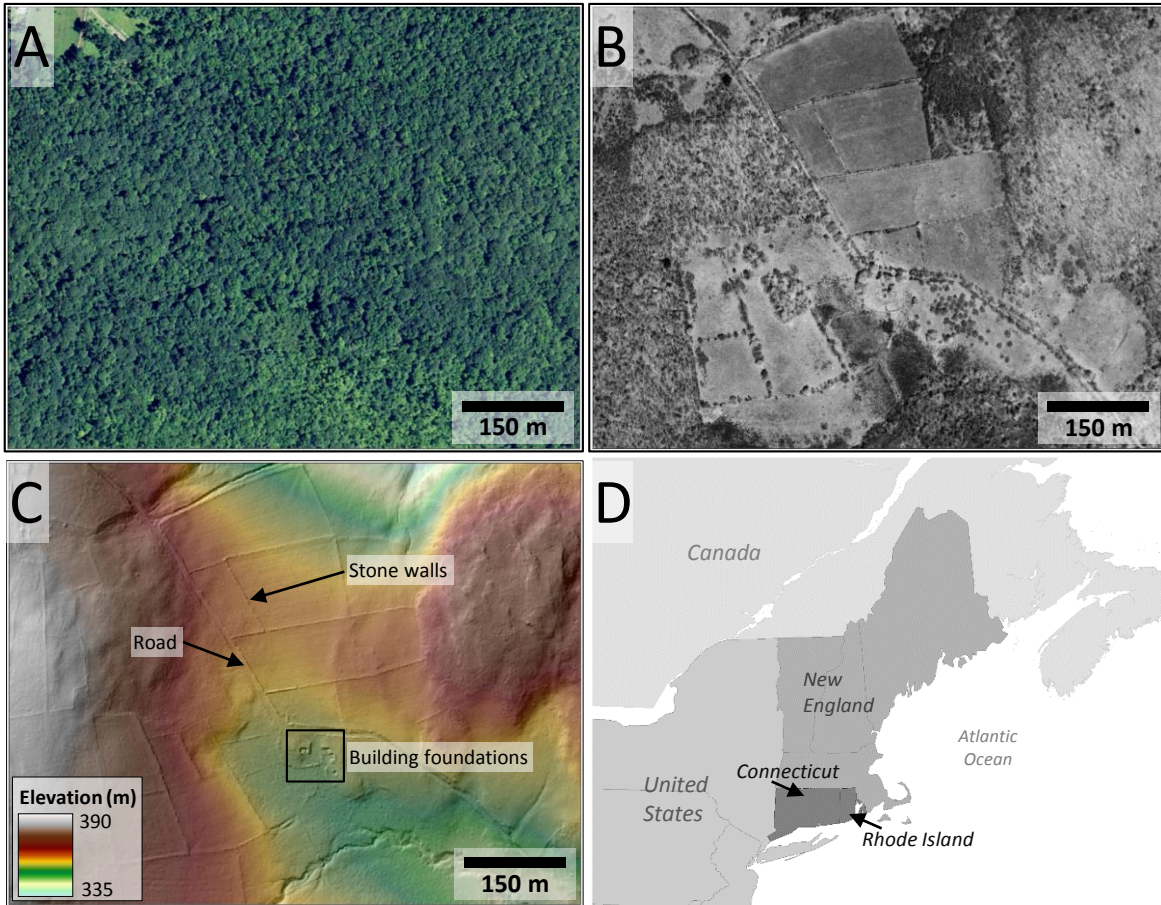 A
150 m
B
150 m
C
Stone walls
Road
Building foundations
Elevation (m)
390
335
150 m
D
Canada
New
England
Atlantic
Ocean
Connecticut
United
States
Rhode Island